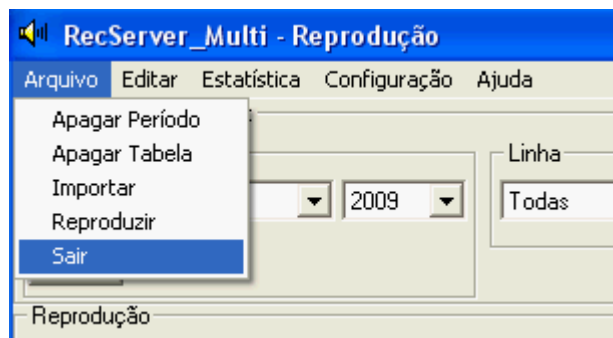 RecServer_Multi - Reprodução
Arquivo Editar Estatística Configuração Ajuda
Apagar Período
Apagar Tabela
Importar
Reproduzir
Sair
2009
Linha
Todas
Reprodução